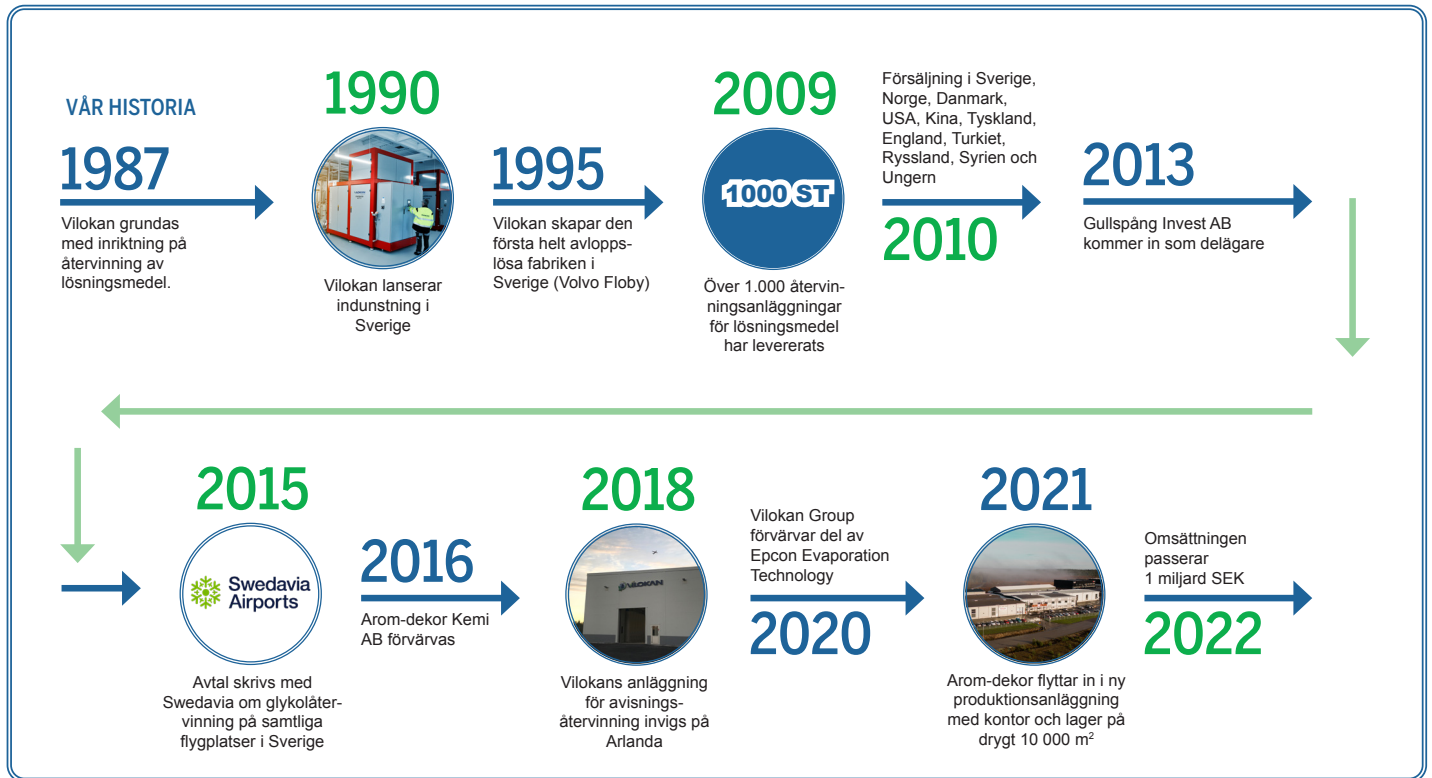 VÅR HISTORIA
1987
Vilokan grundas
med inriktning på
återvinning av
lösningsmedel.
1990
Vilokan lanserar
indunstning i
Sverige
1995
Vilokan skapar den
första helt avlopps-
lösa fabriken i
Sverige (Volvo Floby)
2009
1000 ST
Över 1.000 återvin-
ningsanläggningar
för lösningsmedel
har levererats
Försäljning i Sverige,
Norge, Danmark,
USA, Kina, Tyskland,
England, Turkiet,
Ryssland, Syrien och
Ungern
2010
2013
Gullspång Invest AB
kommer in som delägare
2015
Swedavia
Airports
Avtal skrivs med
Swedavia om glykolåter-
vinning på samtliga
flygplatser i Sverige
2016
Arom-dekor Kemi
AB förvärvas
2018
VILOKAN
Vilokans anläggning
för avisnings-
återvinning invigs på
Arlanda
Vilokan Group
förvärvar del av
Epcon Evaporation
Technology
2020
2021
Arom-dekor flyttar in i ny
produktionsanläggning
med kontor och lager på
drygt 10 000 m²
Omsättningen
passerar
1 miljard SEK
2022